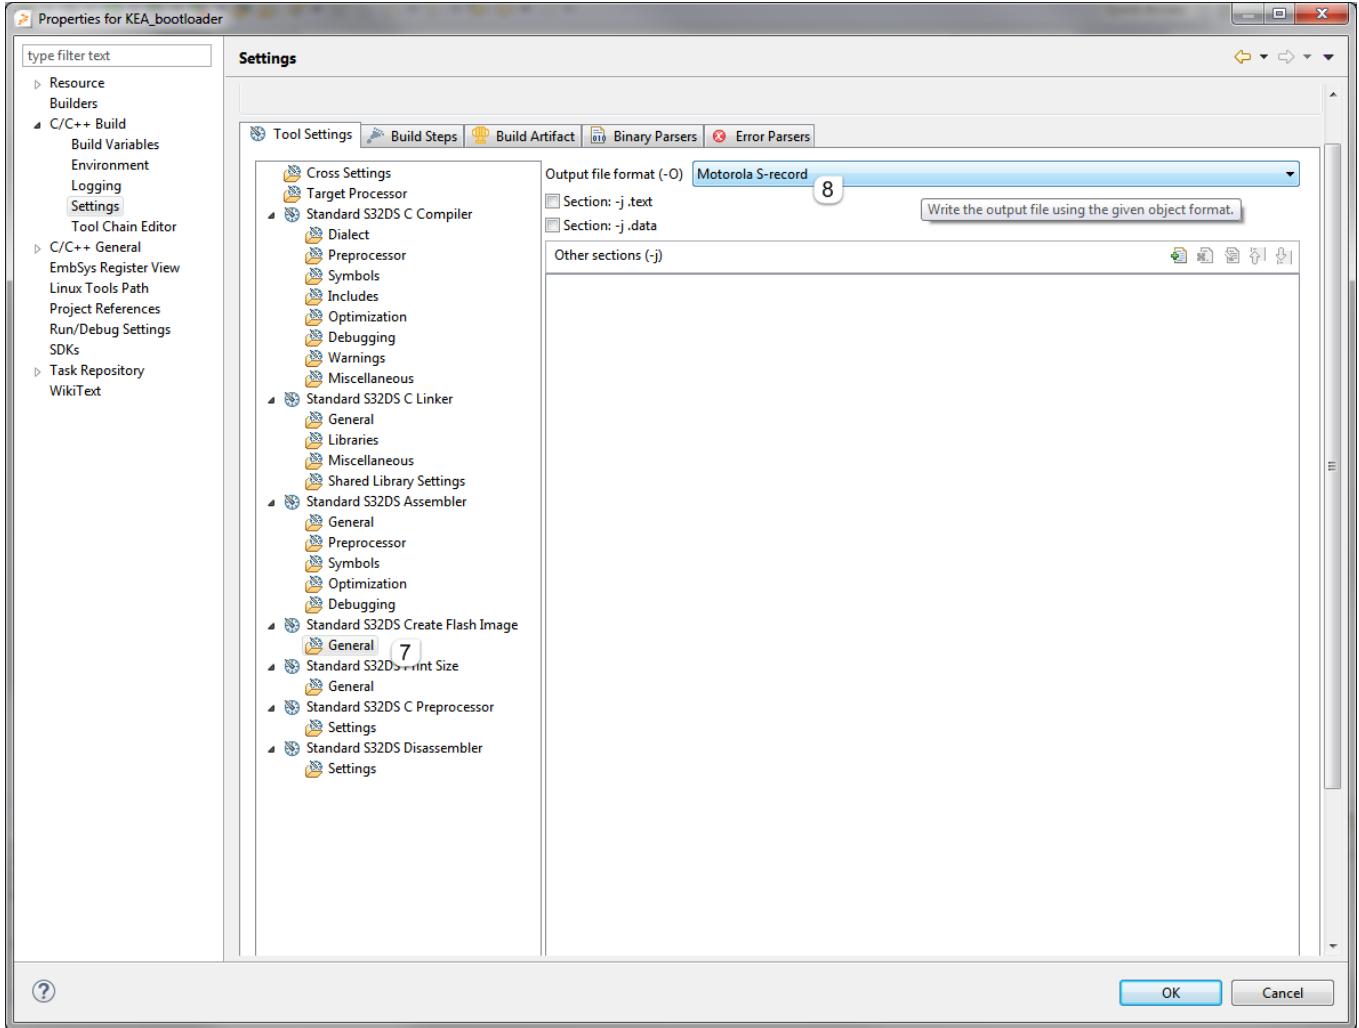 Properties for KEA_bootloader
type filter text
Resource
Builders
C/C++ Build
Build Variables
Environment
Logging
Settings
Tool Chain Editor
C/C++ General
EmbSys Register View
Linux Tools Path
Project References
Run/Debug Settings
SDKs
Task Repository
WikiText
Settings
Tool Settings
Build Steps
Build Artifact
Binary Parsers
Error Parsers
Cross Settings
Target Processor
Standard S32DS C Compiler
Dialect
Preprocessor
Symbols
Includes
Optimization
Debugging
Warnings
Miscellaneous
Standard S32DS C Linker
General
Libraries
Miscellaneous
Shared Library Settings
Standard S32DS Assembler
General
Preprocessor
Symbols
Optimization
Debugging
Standard S32DS Create Flash Image
General
7
Standard S32DS Print Size
General
Standard S32DS C Preprocessor
Settings
Standard S32DS Disassembler
Settings
Output file format (-O) Motorola S-record
8
Section: -j .text
Write the output file using the given object format.
Section: -j .data
Other sections (-j)
OK
Cancel